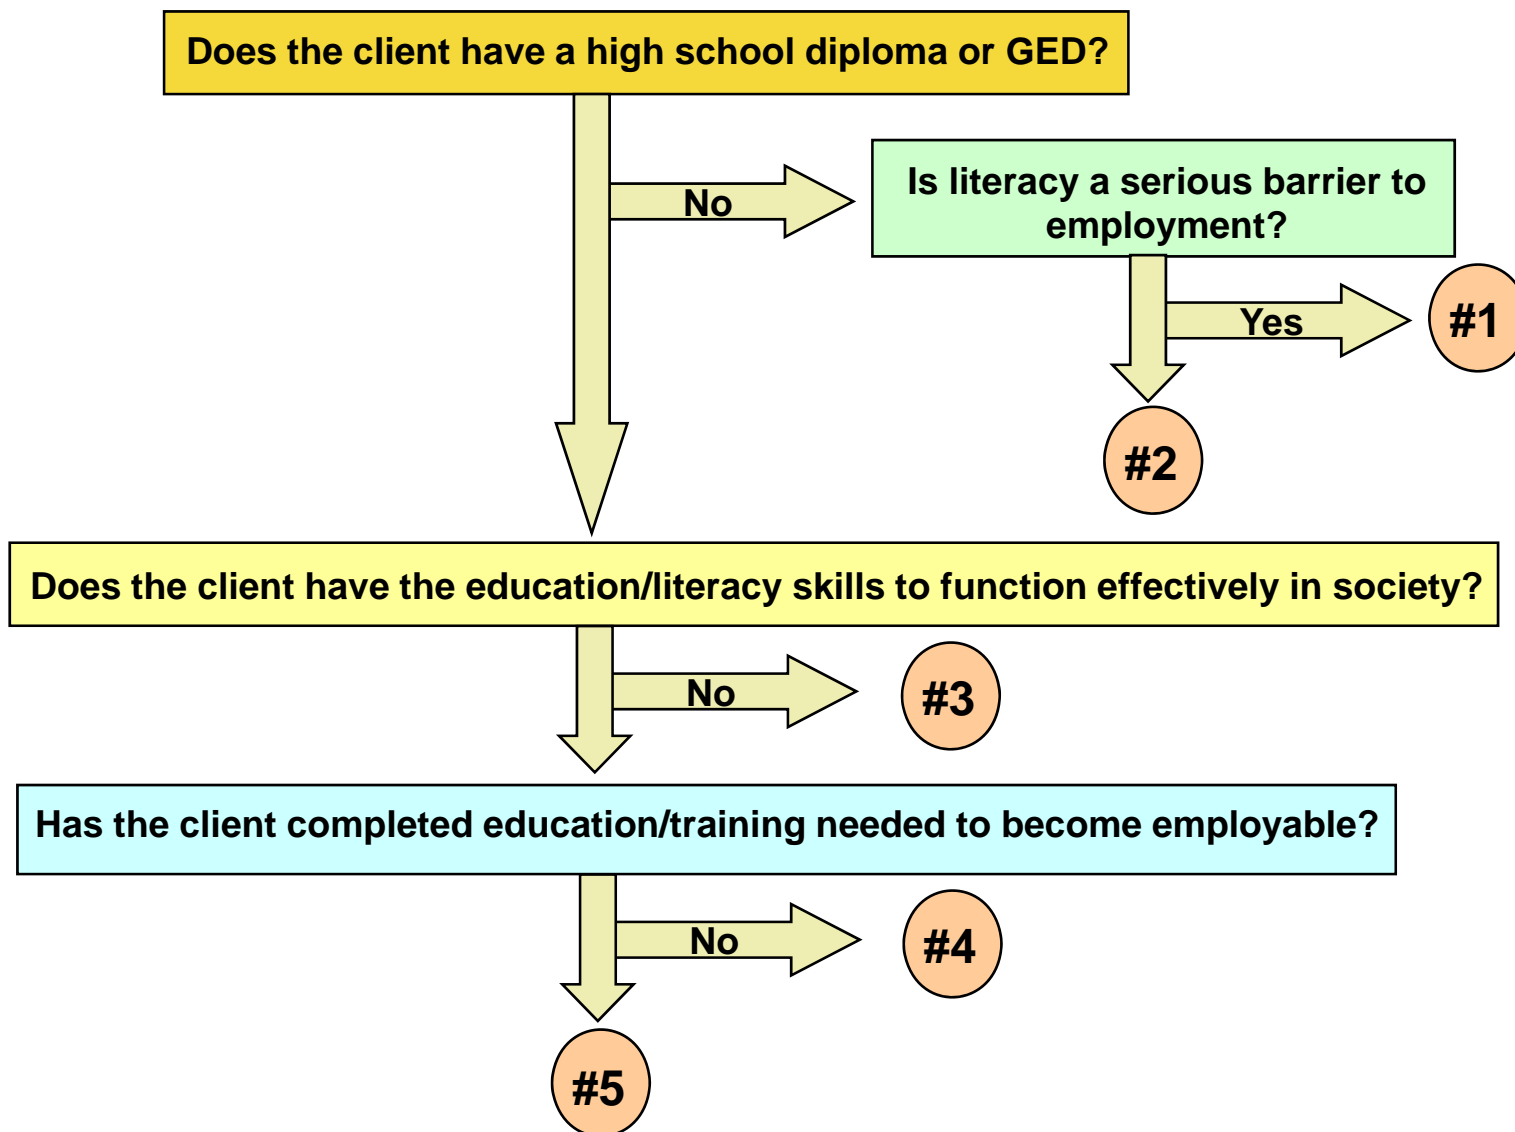 Does the client have a high school diploma or GED?
No
Is literacy a serious barrier to
employment?
Yes
#1
#2
Does the client have the education/literacy skills to function effectively in society?
No
#3
Has the client completed education/training needed to become employable?
No
#4
#5